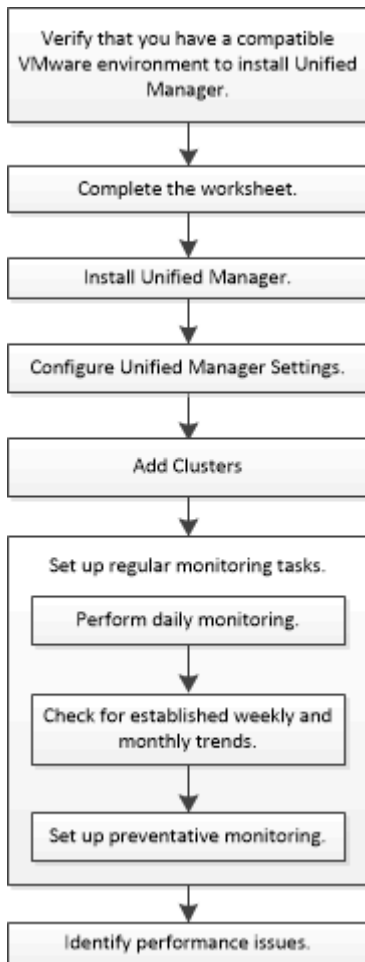 Verify that you have a compatible
VMware environment to install Unified
Manager.
Complete the worksheet.
Install Unified Manager.
Configure Unified Manager Settings.
Add Clusters
Set up regular monitoring tasks.
Perform daily monitoring.
Check for established weekly and
monthly trends.
Set up preventative monitoring.
Identify performance issues.